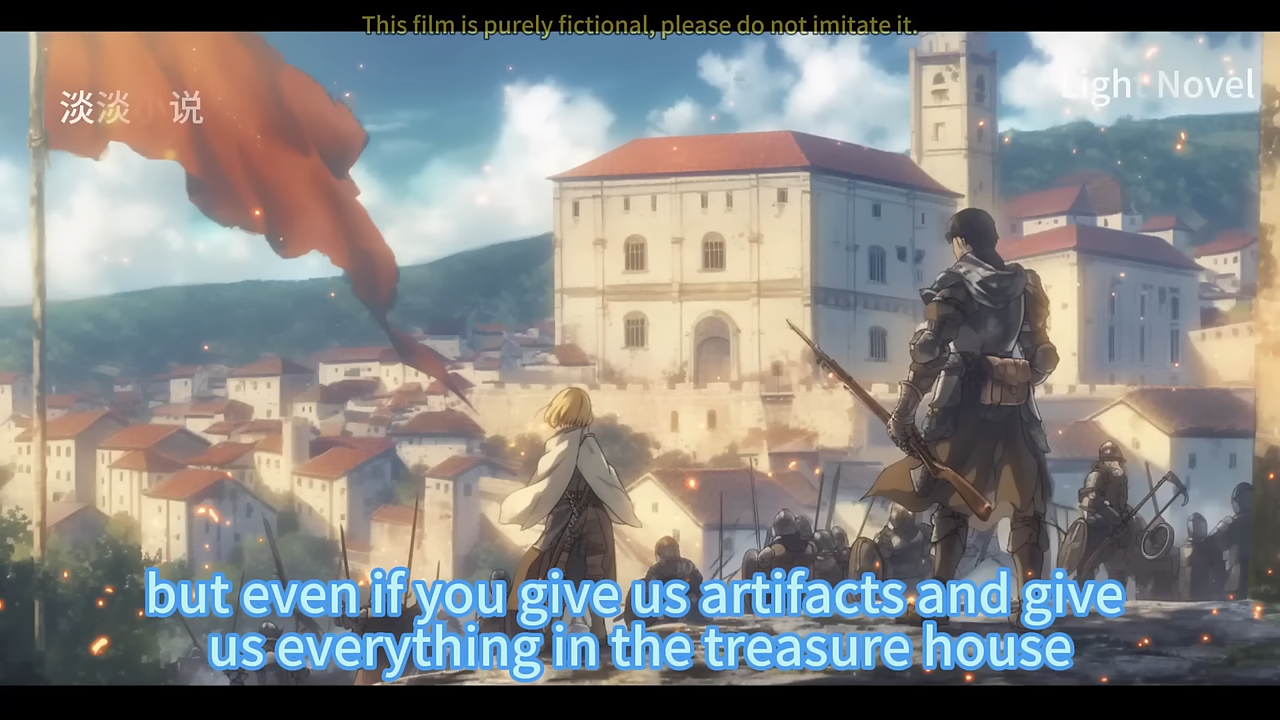 This film is purely fictional, please do not imitate it.
淡淡 说
Light Novel
but even if you give us artifacts and give
us everything in the treasure house